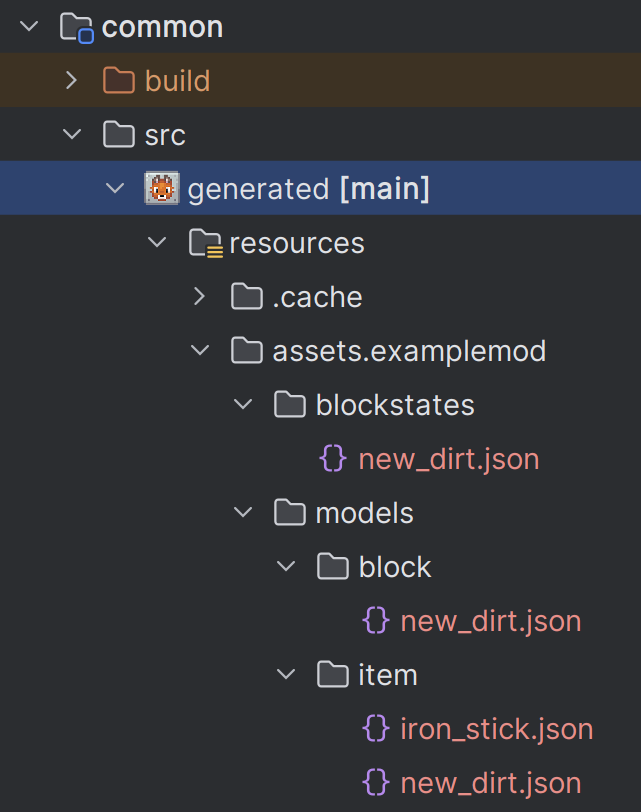 common
build
src
generated [main]
resources
.cache
assets.examplemod
blockstates
new_dirt.json
models
block
new_dirt.json
item
iron_stick.json
new_dirt.json